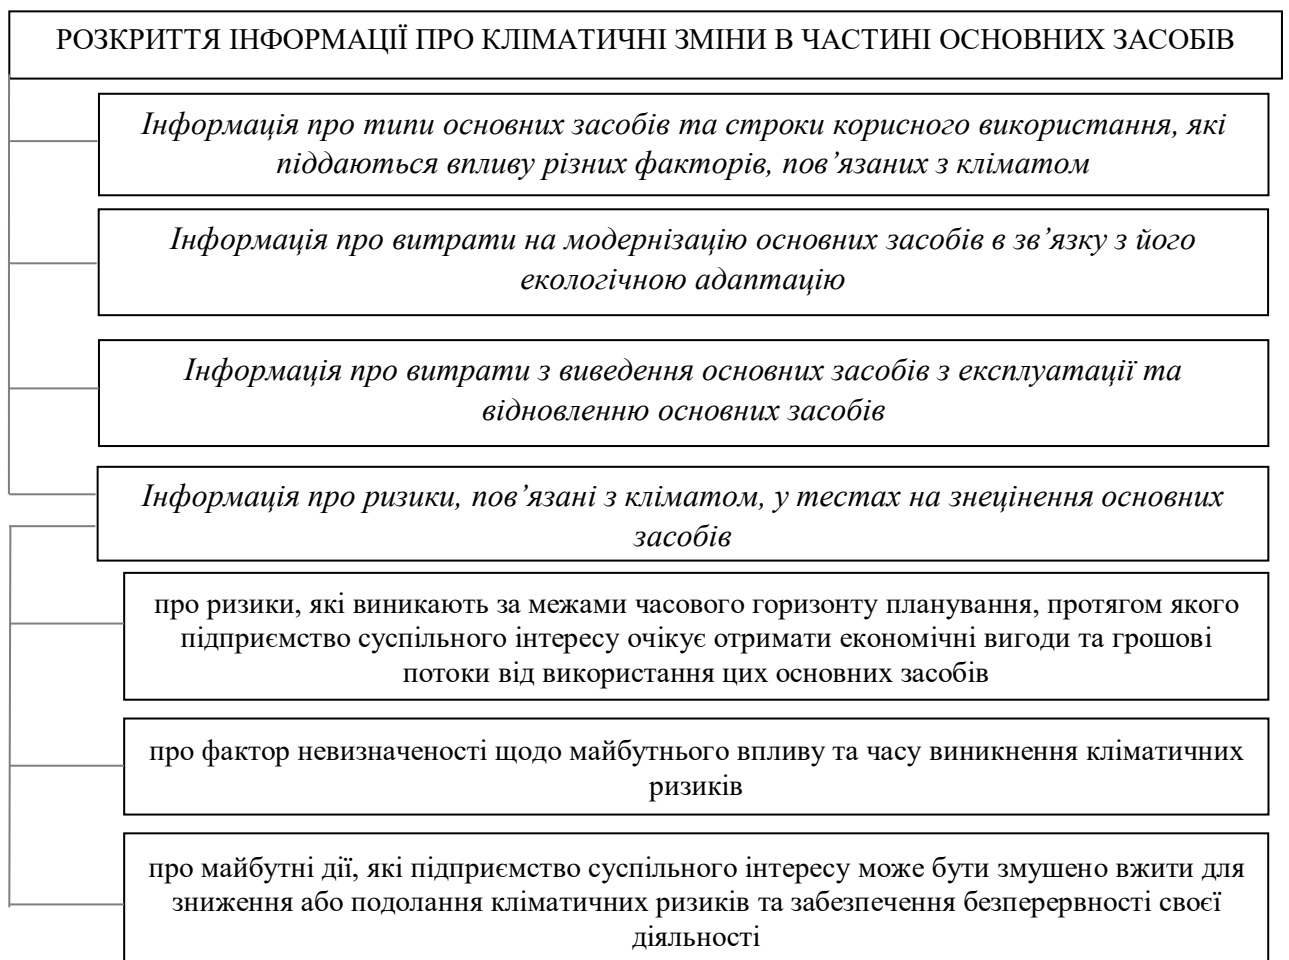 РОЗКРИТТЯ ІНФОРМАЦІЇ ПРО КЛІМАТИЧНІ ЗМІНИ В ЧАСТИНІ ОСНОВНИХ ЗАСОБІВ
Інформація про типи основних засобів та строки корисного використання, які
піддаються впливу різних факторів, пов’язаних з кліматом
Інформація про витрати на модернізацію основних засобів в зв’язку з його
екологічною адаптацію
Інформація про витрати з виведення основних засобів з експлуатації та
відновленню основних засобів
Інформація про ризики, пов’язані з кліматом, у тестах на знецінення основних
засобів
про ризики, які виникають за межами часового горизонту планування, протягом якого
підприємство суспільного інтересу очікує отримати економічні вигоди та грошові
потоки від використання цих основних засобів
про фактор невизначеності щодо майбутнього впливу та часу виникнення кліматичних
ризиків
про майбутні дії, які підприємство суспільного інтересу може бути змушено вжити для
зниження або подолання кліматичних ризиків та забезпечення безперервності своєї
діяльності